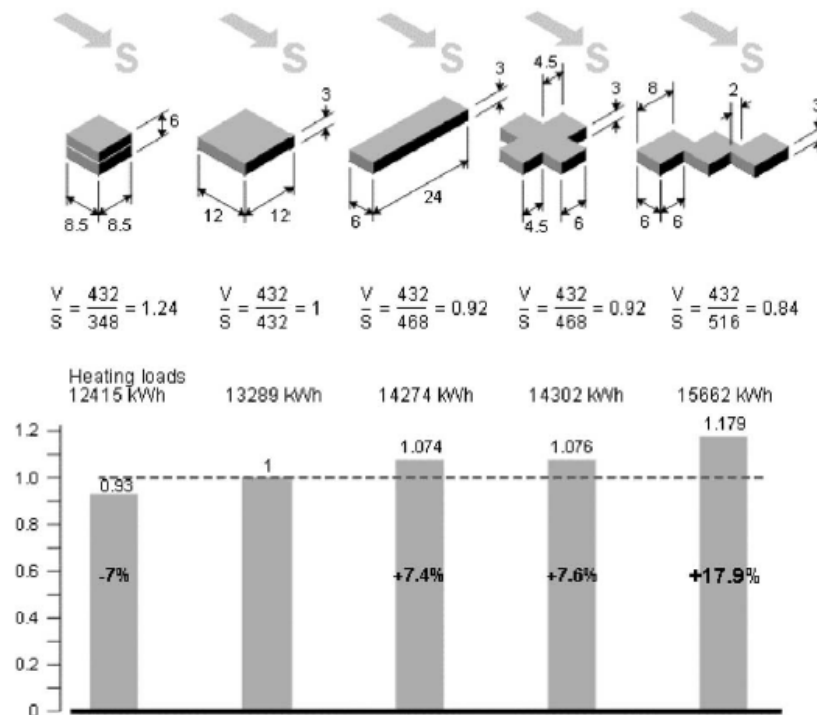 S S S S S
6
8.5 8.5
3
12 12
3
6 24
4.5
3
4.5 6
8 2
3
6 6
V/S = 432/348 = 1.24
V/S = 432/432 = 1
V/S = 432/468 = 0.92
V/S = 432/468 = 0.92
V/S = 432/516 = 0.84
Heating loads
12415 kWh 13289 kWh 14274 kWh 14302 kWh 15662 kWh
1.2
1.0
0.8
0.6
0.4
0.2
0
0.93 1 1.074 1.076 1.179
-7% +7.4% +7.6% +17.9%